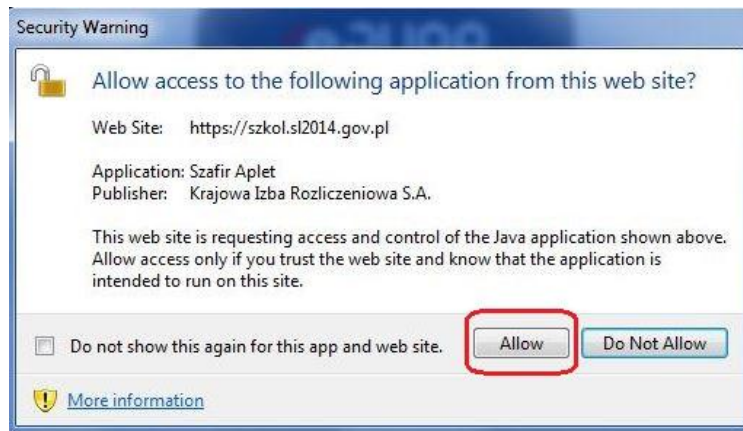 Security Warning
Allow access to the following application from this web site?
Web Site: https://szkol.sl2014.gov.pl
Application: Szafir Aplet
Publisher: Krajowa Izba Rozliczeniowa S.A.
This web site is requesting access and control of the Java application shown above.
Allow access only if you trust the web site and know that the application is
intended to run on this site.
Do not show this again for this app and web site.
Allow
Do Not Allow
More information